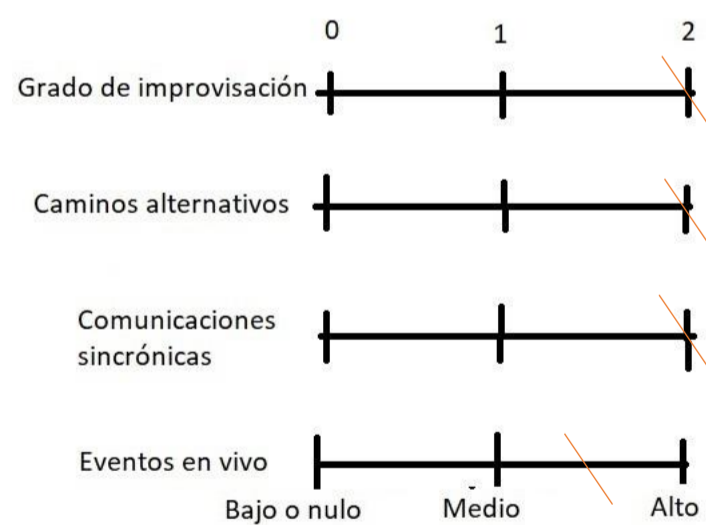 0 1 2
Grado de improvisación
Caminos alternativos
Comunicaciones
sincrónicas
Eventos en vivo
Bajo o nulo Medio Alto